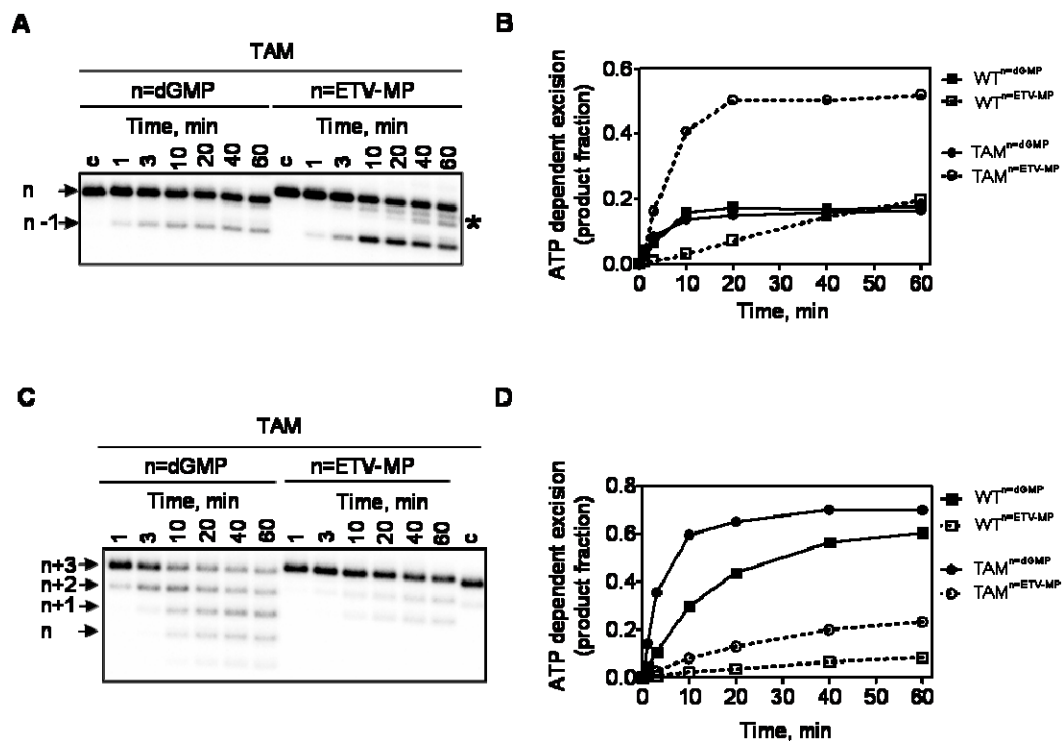 A
TAM
n=dGMP n=ETV-MP
Time, min Time, min
c 1 3 10 20 40 60 c 1 3 10 20 40 60
n
n -1
*
B
ATP dependent excision
(product fraction)
0.6
0.4
0.2
0.0
0 10 20 30 40 50 60
Time, min
WT n=dGMP
WT n=ETV-MP
TAM n=dGMP
TAM n=ETV-MP
C
TAM
n=dGMP n=ETV-MP
Time, min Time, min
1 3 10 20 40 60 1 3 10 20 40 60 c
n+3
n+2
n+1
n
D
ATP dependent excision
(product fraction)
0.8
0.6
0.4
0.2
0.0
0 10 20 30 40 50 60
Time, min
WT n=dGMP
WT n=ETV-MP
TAM n=dGMP
TAM n=ETV-MP